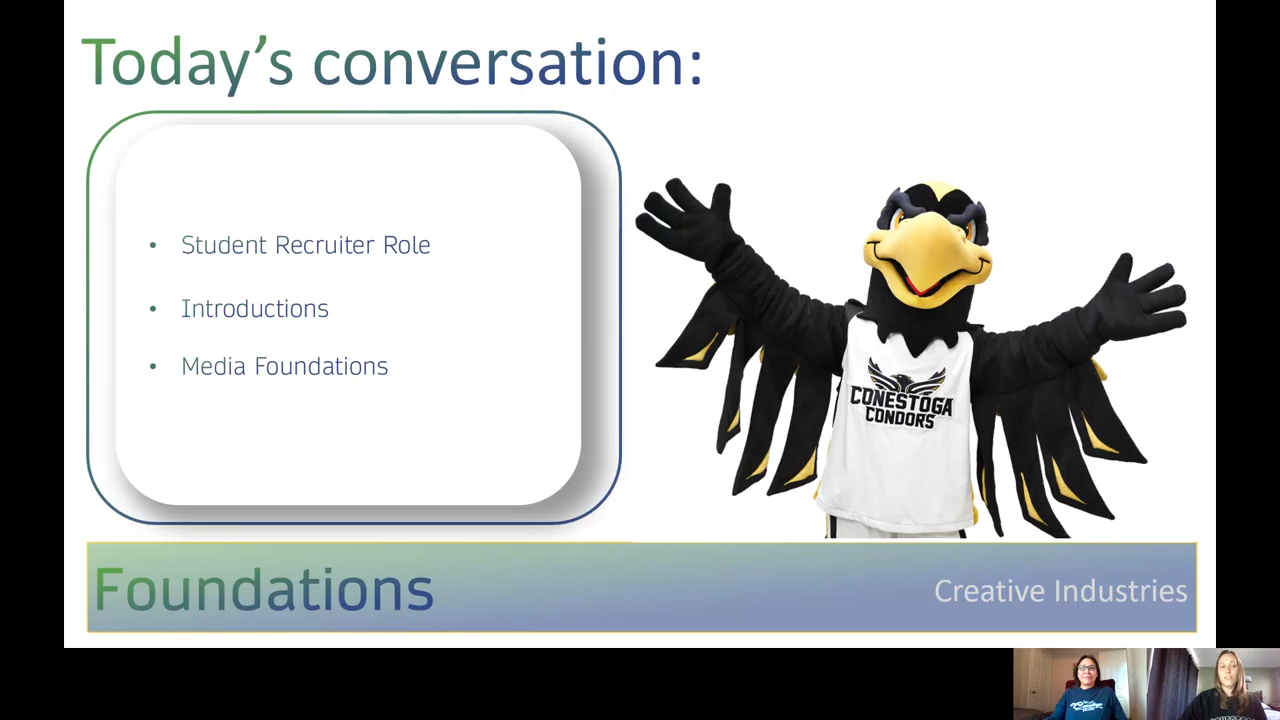 Today’s conversation:
• Student Recruiter Role
• Introductions
• Media Foundations
CONESTOGA
CONDORS
Foundations
Creative Industries